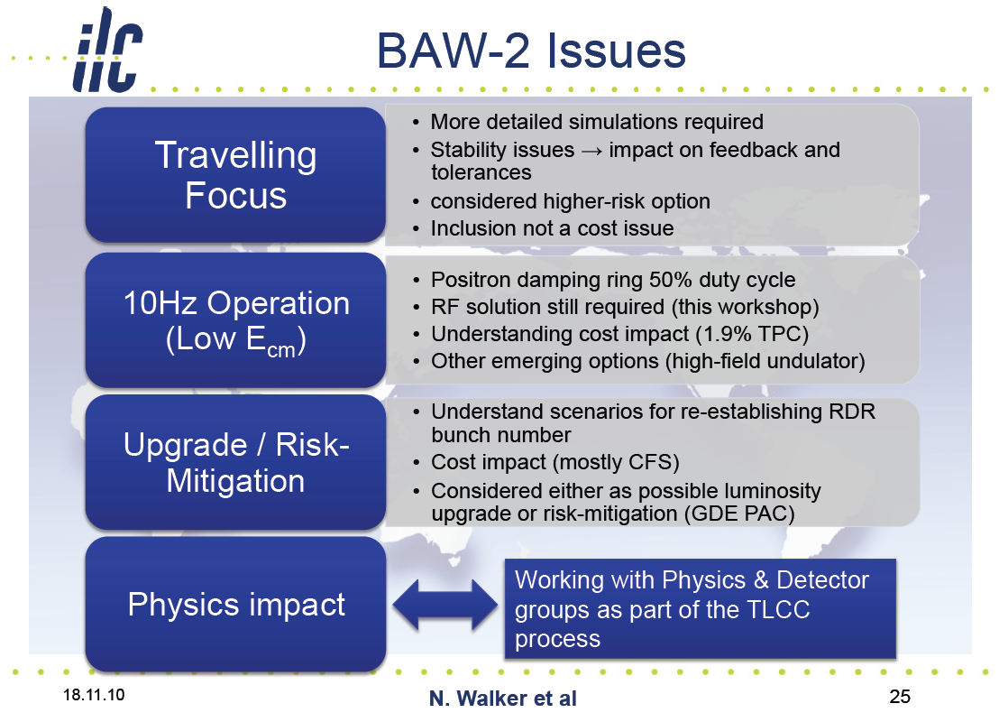 ilc
BAW-2 Issues
Travelling
Focus
• More detailed simulations required
• Stability issues → impact on feedback and
tolerances
• considered higher-risk option
• Inclusion not a cost issue
10Hz Operation
(Low Ecm)
• Positron damping ring 50% duty cycle
• RF solution still required (this workshop)
• Understanding cost impact (1.9% TPC)
• Other emerging options (high-field undulator)
Upgrade / Risk-
Mitigation
• Understand scenarios for re-establishing RDR
bunch number
• Cost impact (mostly CFS)
• Considered either as possible luminosity
upgrade or risk-mitigation (GDE PAC)
Physics impact
Working with Physics & Detector
groups as part of the TLCC
process
18.11.10
N. Walker et al
25